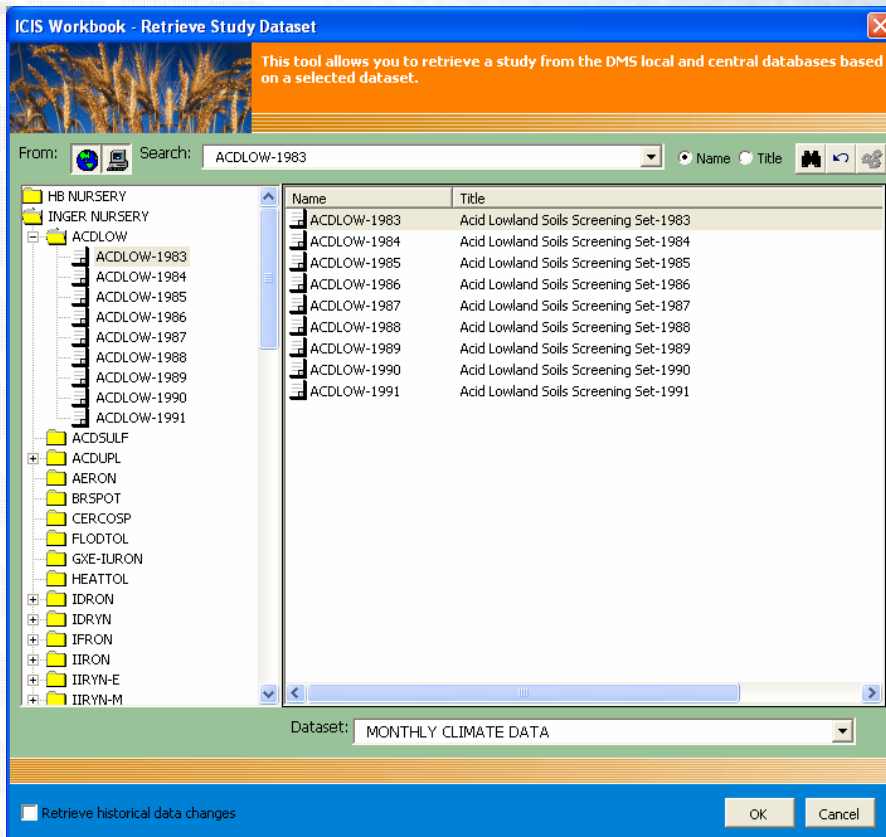 ICIS Workbook - Retrieve Study Dataset
This tool allows you to retrieve a study from the DMS local and central databases based
on a selected dataset.
From: Search: ACDLOW-1983 Name Title
HB NURSERY
INGER NURSERY
ACDLOW
ACDLOW-1983
ACDLOW-1984
ACDLOW-1985
ACDLOW-1986
ACDLOW-1987
ACDLOW-1988
ACDLOW-1989
ACDLOW-1990
ACDLOW-1991
ACDSULF
ACDUPL
AERON
BRSPOT
CERCOSP
FLODTOL
GXE-IURON
HEATTOL
IDRON
IDRYN
IFRON
IIRON
IIRYN-E
IIRYN-M
Name Title
ACDLOW-1983 Acid Lowland Soils Screening Set-1983
ACDLOW-1984 Acid Lowland Soils Screening Set-1984
ACDLOW-1985 Acid Lowland Soils Screening Set-1985
ACDLOW-1986 Acid Lowland Soils Screening Set-1986
ACDLOW-1987 Acid Lowland Soils Screening Set-1987
ACDLOW-1988 Acid Lowland Soils Screening Set-1988
ACDLOW-1989 Acid Lowland Soils Screening Set-1989
ACDLOW-1990 Acid Lowland Soils Screening Set-1990
ACDLOW-1991 Acid Lowland Soils Screening Set-1991
Dataset: MONTHLY CLIMATE DATA
Retrieve historical data changes OK Cancel